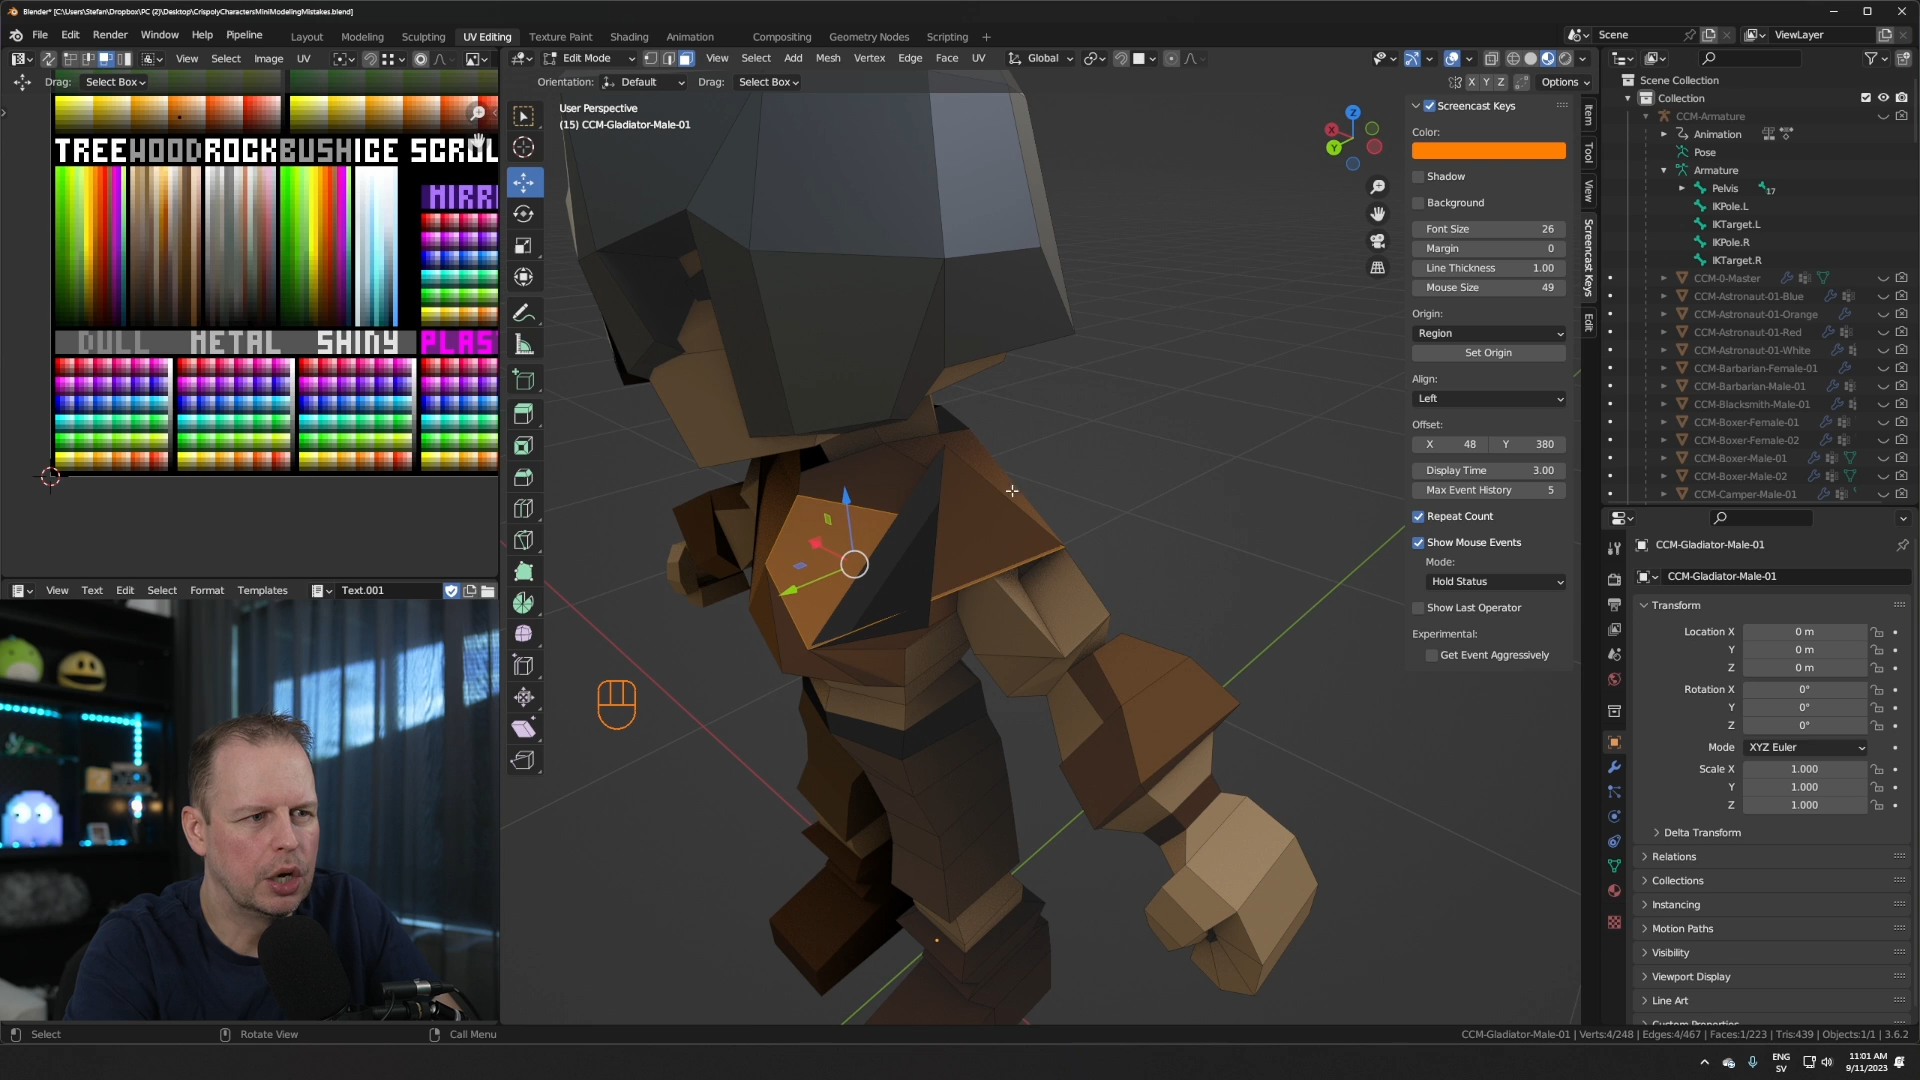 Blender* [C:\Users\Stefan\Dropbox\PC (2)\Desktop\CrispolyCharactersMiniModelingMistakes.blend]
File Edit Render Window Help Pipeline Layout Modeling Sculpting UV Editing Texture Paint Shading Animation Compositing Geometry Nodes Scripting + Scene ViewLayer
View Select Image UV Edit Mode View Select Add Mesh Vertex Edge Face UV Global
Drag: Select Box Orientation: Default Drag: Select Box X Y Z Options
User Perspective
(15) CCM-Gladiator-Male-01
TREE WOOD ROCK BUSH ICE SCROL
MIRR
DULL METAL SHINY PLAS
Screencast Keys
Color:
Shadow
Background
Font Size 26
Margin 0
Line Thickness 1.00
Mouse Size 49
Origin:
Region
Set Origin
Align:
Left
Offset:
X 48 Y 380
Display Time 3.00
Max Event History 5
Repeat Count
Show Mouse Events
Mode:
Hold Status
Show Last Operator
Experimental:
Get Event Aggressively
Item
Tool
View
Screencast Keys
Edit
Scene Collection
Collection
CCM-Armature
Animation
Pose
Armature
Pelvis 17
IKPole.L
IKTarget.L
IKPole.R
IKTarget.R
CCM-0-Master
CCM-Astronaut-01-Blue
CCM-Astronaut-01-Orange
CCM-Astronaut-01-Red
CCM-Astronaut-01-White
CCM-Barbarian-Female-01
CCM-Barbarian-Male-01
CCM-Blacksmith-Male-01
CCM-Boxer-Female-01
CCM-Boxer-Female-02
CCM-Boxer-Male-01
CCM-Boxer-Male-02
CCM-Camper-Male-01
CCM-Gladiator-Male-01
CCM-Gladiator-Male-01
Transform
Location X 0 m
Y 0 m
Z 0 m
Rotation X 0°
Y 0°
Z 0°
Mode XYZ Euler
Scale X 1.000
Y 1.000
Z 1.000
Delta Transform
Relations
Collections
Instancing
Motion Paths
Visibility
Viewport Display
Line Art
View Text Edit Select Format Templates Text.001
Select Rotate View Call Menu
CCM-Gladiator-Male-01 | Verts:4/248 | Edges:4/467 | Faces:1/223 | Tris:439 | Objects:1/1 | 3.6.2
ENG
SV
11:01 AM
9/11/2023